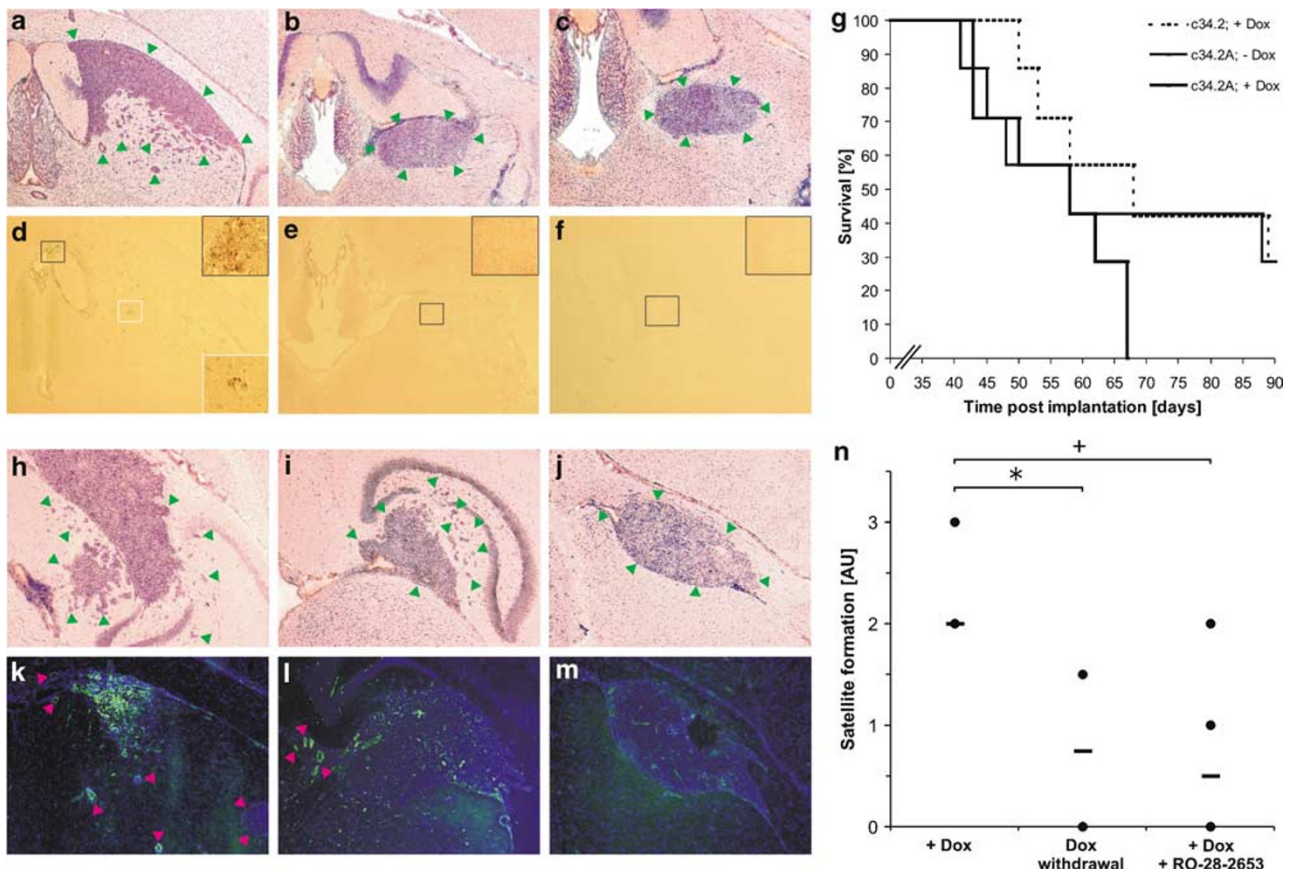 a
b
c
d
e
f
g
100
90
80
70
60
50
40
30
20
10
0
Survival [%]
0 35 40 45 50 55 60 65 70 75 80 85 90
Time post implantation [days]
c34.2; + Dox
c34.2A; - Dox
c34.2A; + Dox
h
i
j
k
l
m
n
+
*
3
2
1
0
Satellite formation [AU]
+ Dox
Dox
withdrawal
+ Dox
+ RO-28-2653